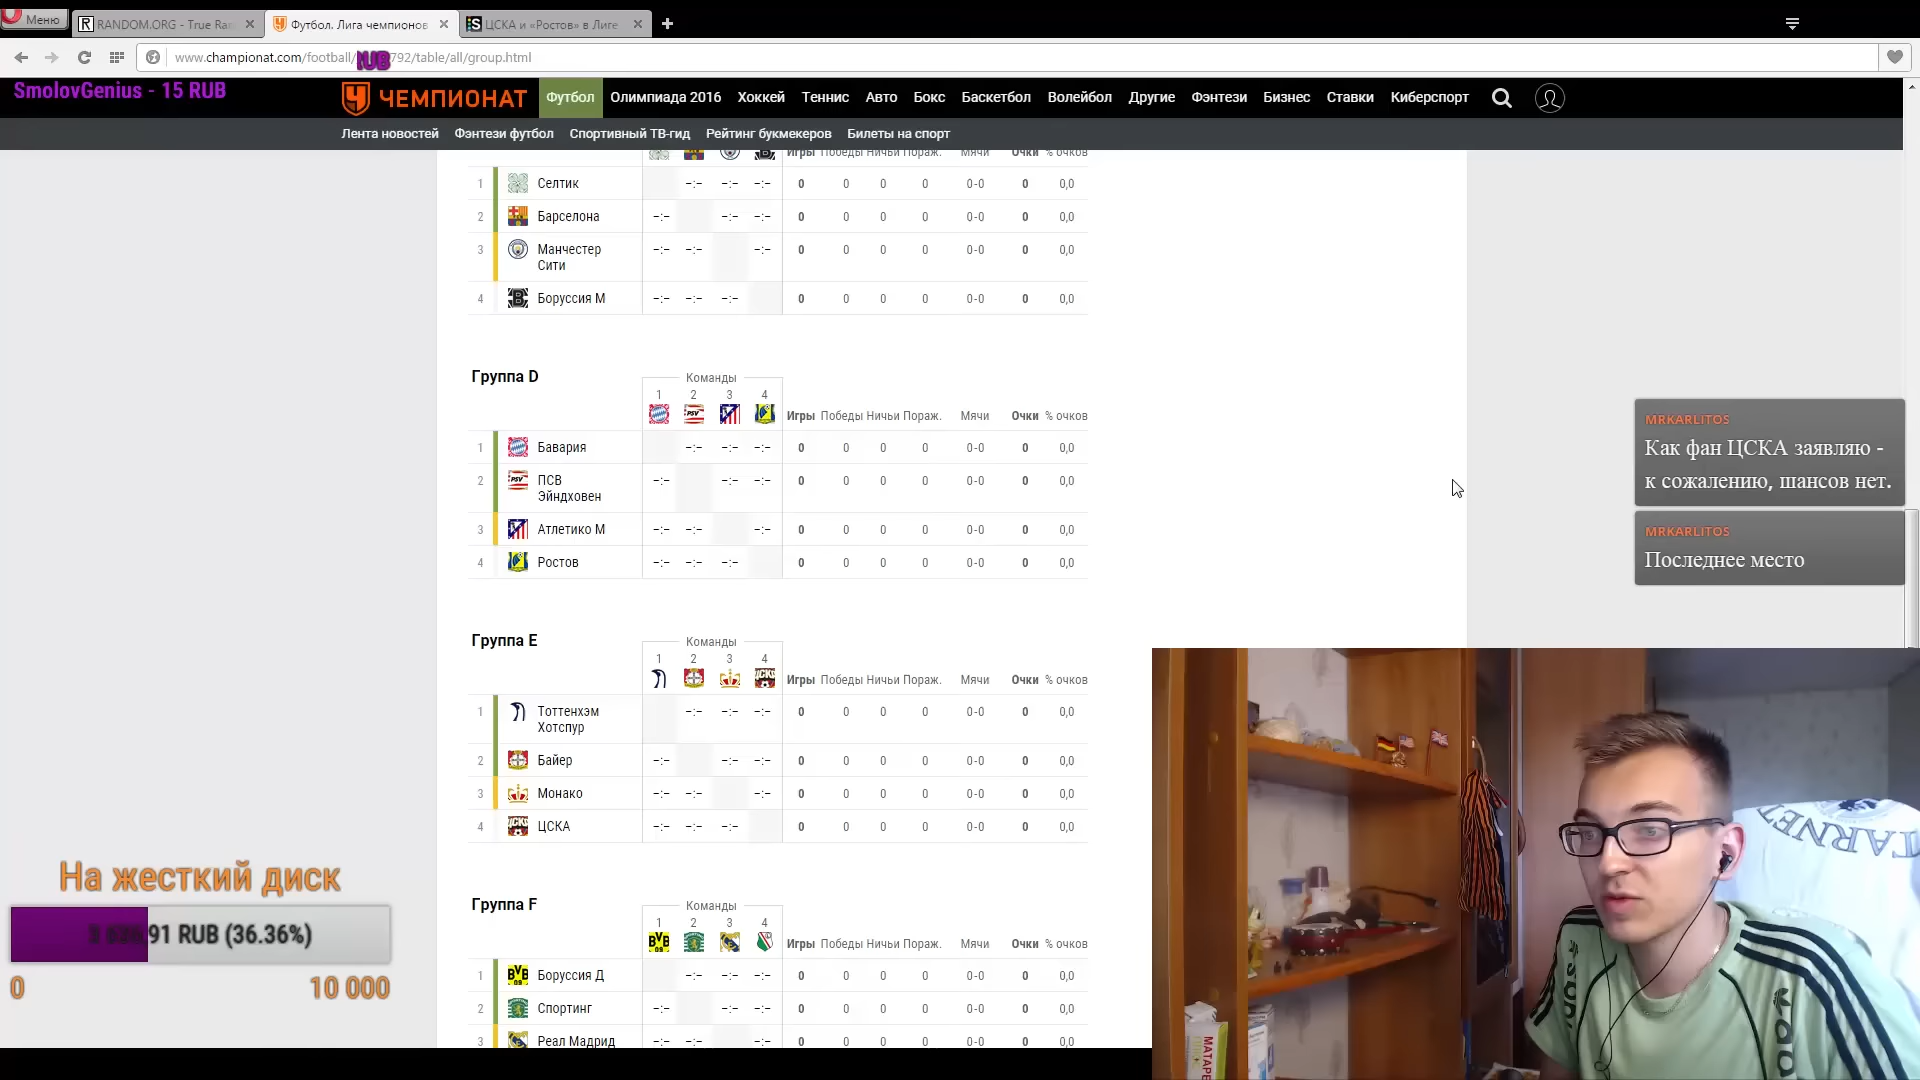 Меню
RANDOM.ORG - True Ran
Футбол. Лига чемпионов
ЦСКА и «Ростов» в Лиге
www.championat.com/football/ 792/table/all/group.html
RUB
SmolovGenius - 15 RUB
ЧЕМПИОНАТ
Футбол Олимпиада 2016 Хоккей Теннис Авто Бокс Баскетбол Волейбол Другие Фэнтези Бизнес Ставки Киберспорт
Лента новостей Фэнтези футбол Спортивный ТВ-гид Рейтинг букмекеров Билеты на спорт
Игры Победы Ничьи Пораж. Мячи Очки % очков
1 Селтик -:- -:- -:- 0 0 0 0 0-0 0 0,0
2 Барселона -:- -:- -:- 0 0 0 0 0-0 0 0,0
3 Манчестер Сити -:- -:- -:- 0 0 0 0 0-0 0 0,0
4 Боруссия М -:- -:- -:- 0 0 0 0 0-0 0 0,0
Группа D
Команды
1 2 3 4
Игры Победы Ничьи Пораж. Мячи Очки % очков
1 Бавария -:- -:- -:- 0 0 0 0 0-0 0 0,0
2 ПСВ Эйндховен -:- -:- -:- 0 0 0 0 0-0 0 0,0
3 Атлетико М -:- -:- -:- 0 0 0 0 0-0 0 0,0
4 Ростов -:- -:- -:- 0 0 0 0 0-0 0 0,0
Группа E
Команды
1 2 3 4
Игры Победы Ничьи Пораж. Мячи Очки % очков
1 Тоттенхэм Хотспур -:- -:- -:- 0 0 0 0 0-0 0 0,0
2 Байер -:- -:- -:- 0 0 0 0 0-0 0 0,0
3 Монако -:- -:- -:- 0 0 0 0 0-0 0 0,0
4 ЦСКА -:- -:- -:- 0 0 0 0 0-0 0 0,0
Группа F
Команды
1 2 3 4
Игры Победы Ничьи Пораж. Мячи Очки % очков
1 Боруссия Д -:- -:- -:- 0 0 0 0 0-0 0 0,0
2 Спортинг -:- -:- -:- 0 0 0 0 0-0 0 0,0
3 Реал Мадрид -:- -:- -:- 0 0 0 0 0-0 0 0,0
MRKARLITOS
Как фан ЦСКА заявляю -
к сожалению, шансов нет.
MRKARLITOS
Последнее место
На жесткий диск
91 RUB (36.36%)
0 10 000
adidas